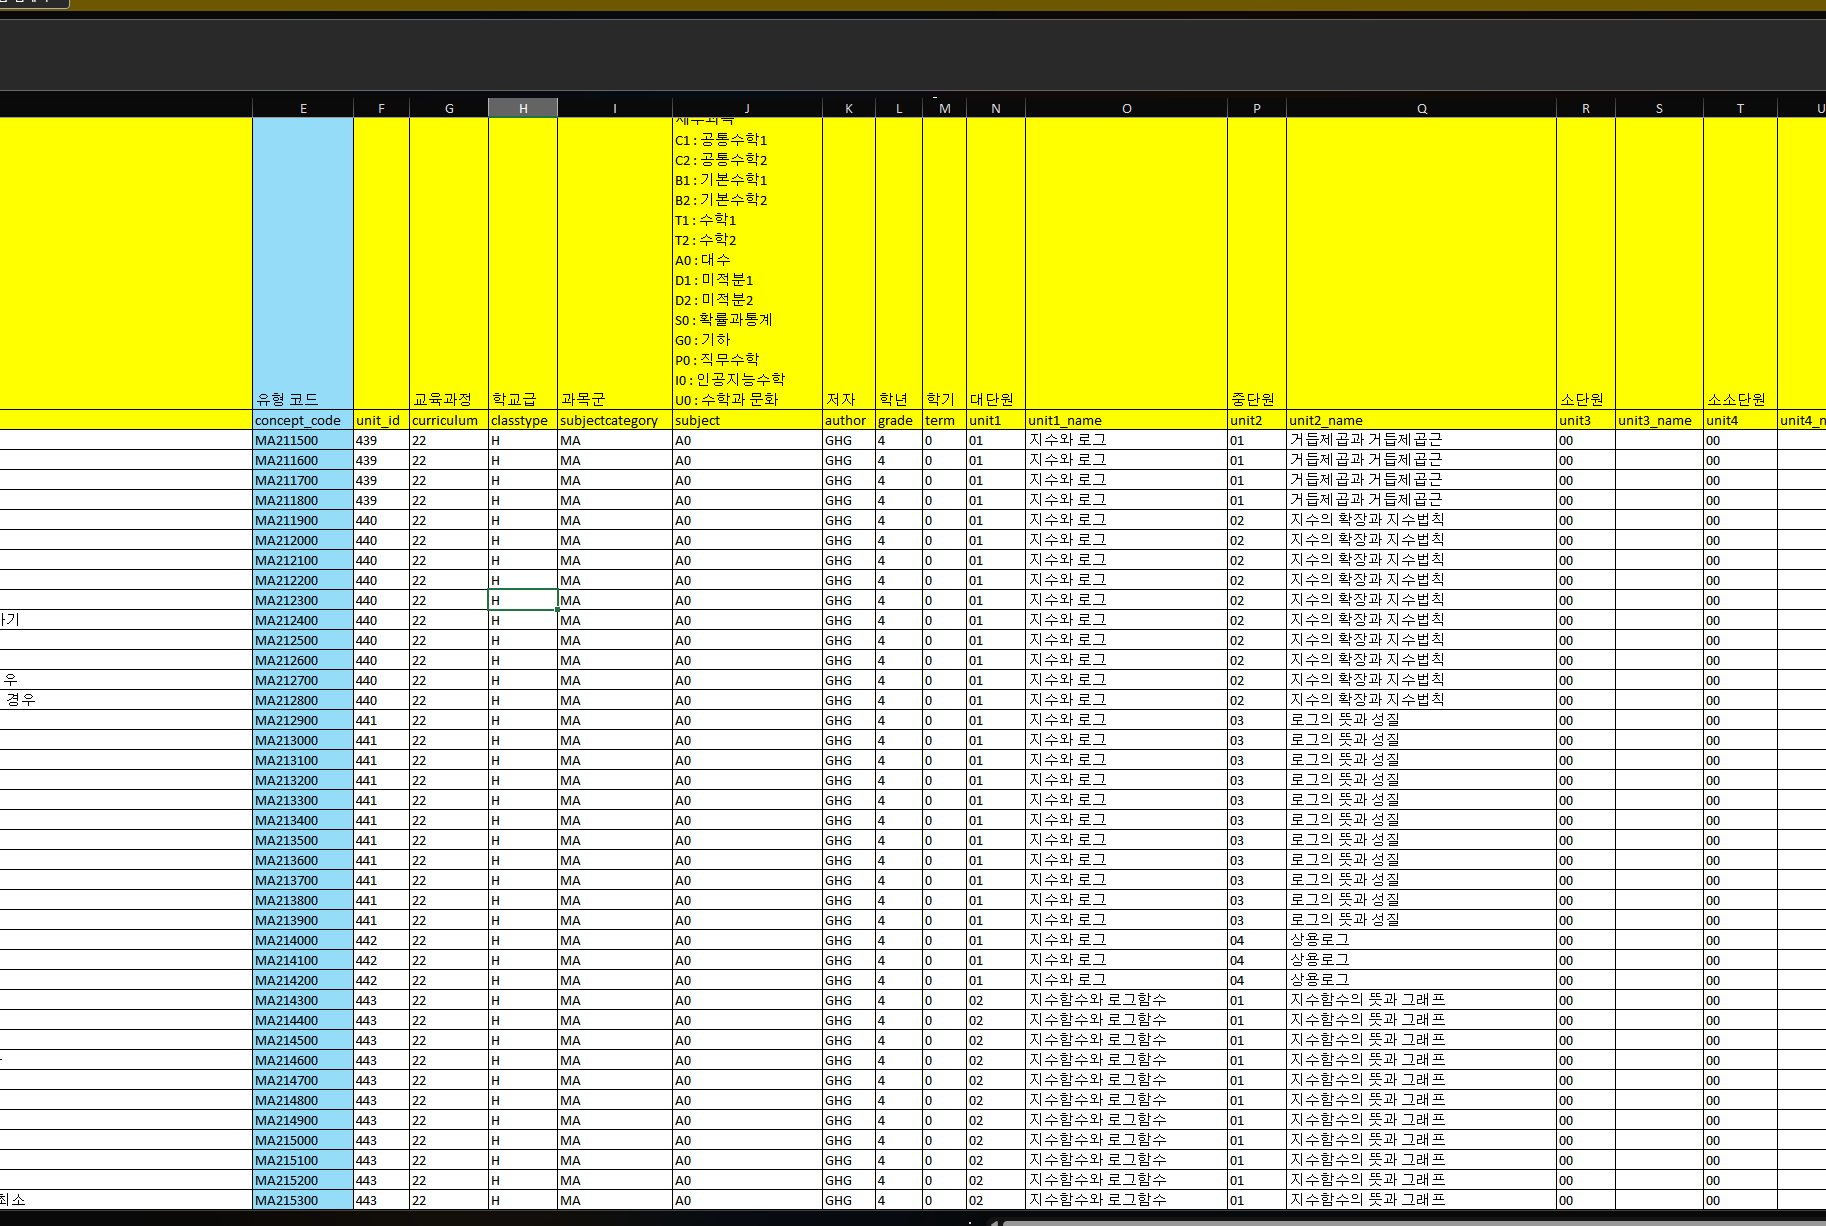 E F G H I J K L M N O P Q R S T U
세부과목
C1 : 공통수학1
C2 : 공통수학2
B1 : 기본수학1
B2 : 기본수학2
T1 : 수학1
T2 : 수학2
A0 : 대수
D1 : 미적분1
D2 : 미적분2
S0 : 확률과통계
G0 : 기하
P0 : 직무수학
I0 : 인공지능수학
유형 코드 교육과정 학교급 과목군 U0 : 수학과 문화 저자 학년 학기 대단원 중단원 소단원 소소단원
concept_code unit_id curriculum classtype subjectcategory subject author grade term unit1 unit1_name unit2 unit2_name unit3 unit3_name unit4 unit4_n
MA211500 439 22 H MA A0 GHG 4 0 01 지수와 로그 01 거듭제곱과 거듭제곱근 00 00
MA211600 439 22 H MA A0 GHG 4 0 01 지수와 로그 01 거듭제곱과 거듭제곱근 00 00
MA211700 439 22 H MA A0 GHG 4 0 01 지수와 로그 01 거듭제곱과 거듭제곱근 00 00
MA211800 439 22 H MA A0 GHG 4 0 01 지수와 로그 01 거듭제곱과 거듭제곱근 00 00
MA211900 440 22 H MA A0 GHG 4 0 01 지수와 로그 02 지수의 확장과 지수법칙 00 00
MA212000 440 22 H MA A0 GHG 4 0 01 지수와 로그 02 지수의 확장과 지수법칙 00 00
MA212100 440 22 H MA A0 GHG 4 0 01 지수와 로그 02 지수의 확장과 지수법칙 00 00
MA212200 440 22 H MA A0 GHG 4 0 01 지수와 로그 02 지수의 확장과 지수법칙 00 00
MA212300 440 22 H MA A0 GHG 4 0 01 지수와 로그 02 지수의 확장과 지수법칙 00 00
기 MA212400 440 22 H MA A0 GHG 4 0 01 지수와 로그 02 지수의 확장과 지수법칙 00 00
MA212500 440 22 H MA A0 GHG 4 0 01 지수와 로그 02 지수의 확장과 지수법칙 00 00
MA212600 440 22 H MA A0 GHG 4 0 01 지수와 로그 02 지수의 확장과 지수법칙 00 00
우 MA212700 440 22 H MA A0 GHG 4 0 01 지수와 로그 02 지수의 확장과 지수법칙 00 00
경우 MA212800 440 22 H MA A0 GHG 4 0 01 지수와 로그 02 지수의 확장과 지수법칙 00 00
MA212900 441 22 H MA A0 GHG 4 0 01 지수와 로그 03 로그의 뜻과 성질 00 00
MA213000 441 22 H MA A0 GHG 4 0 01 지수와 로그 03 로그의 뜻과 성질 00 00
MA213100 441 22 H MA A0 GHG 4 0 01 지수와 로그 03 로그의 뜻과 성질 00 00
MA213200 441 22 H MA A0 GHG 4 0 01 지수와 로그 03 로그의 뜻과 성질 00 00
MA213300 441 22 H MA A0 GHG 4 0 01 지수와 로그 03 로그의 뜻과 성질 00 00
MA213400 441 22 H MA A0 GHG 4 0 01 지수와 로그 03 로그의 뜻과 성질 00 00
MA213500 441 22 H MA A0 GHG 4 0 01 지수와 로그 03 로그의 뜻과 성질 00 00
MA213600 441 22 H MA A0 GHG 4 0 01 지수와 로그 03 로그의 뜻과 성질 00 00
MA213700 441 22 H MA A0 GHG 4 0 01 지수와 로그 03 로그의 뜻과 성질 00 00
MA213800 441 22 H MA A0 GHG 4 0 01 지수와 로그 03 로그의 뜻과 성질 00 00
MA213900 441 22 H MA A0 GHG 4 0 01 지수와 로그 03 로그의 뜻과 성질 00 00
MA214000 442 22 H MA A0 GHG 4 0 01 지수와 로그 04 상용로그 00 00
MA214100 442 22 H MA A0 GHG 4 0 01 지수와 로그 04 상용로그 00 00
MA214200 442 22 H MA A0 GHG 4 0 01 지수와 로그 04 상용로그 00 00
MA214300 443 22 H MA A0 GHG 4 0 02 지수함수와 로그함수 01 지수함수의 뜻과 그래프 00 00
MA214400 443 22 H MA A0 GHG 4 0 02 지수함수와 로그함수 01 지수함수의 뜻과 그래프 00 00
MA214500 443 22 H MA A0 GHG 4 0 02 지수함수와 로그함수 01 지수함수의 뜻과 그래프 00 00
MA214600 443 22 H MA A0 GHG 4 0 02 지수함수와 로그함수 01 지수함수의 뜻과 그래프 00 00
MA214700 443 22 H MA A0 GHG 4 0 02 지수함수와 로그함수 01 지수함수의 뜻과 그래프 00 00
MA214800 443 22 H MA A0 GHG 4 0 02 지수함수와 로그함수 01 지수함수의 뜻과 그래프 00 00
MA214900 443 22 H MA A0 GHG 4 0 02 지수함수와 로그함수 01 지수함수의 뜻과 그래프 00 00
MA215000 443 22 H MA A0 GHG 4 0 02 지수함수와 로그함수 01 지수함수의 뜻과 그래프 00 00
MA215100 443 22 H MA A0 GHG 4 0 02 지수함수와 로그함수 01 지수함수의 뜻과 그래프 00 00
MA215200 443 22 H MA A0 GHG 4 0 02 지수함수와 로그함수 01 지수함수의 뜻과 그래프 00 00
최소 MA215300 443 22 H MA A0 GHG 4 0 02 지수함수와 로그함수 01 지수함수의 뜻과 그래프 00 00